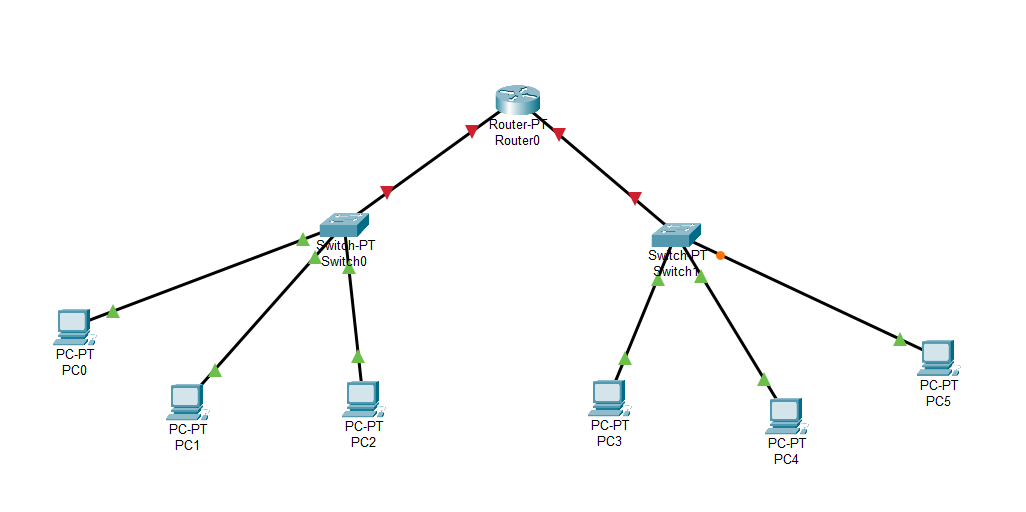 Router-PT
Router0
Switch-PT
Switch0
Switch-PT
Switch1
PC-PT
PC0
PC-PT
PC1
PC-PT
PC2
PC-PT
PC3
PC-PT
PC4
PC-PT
PC5